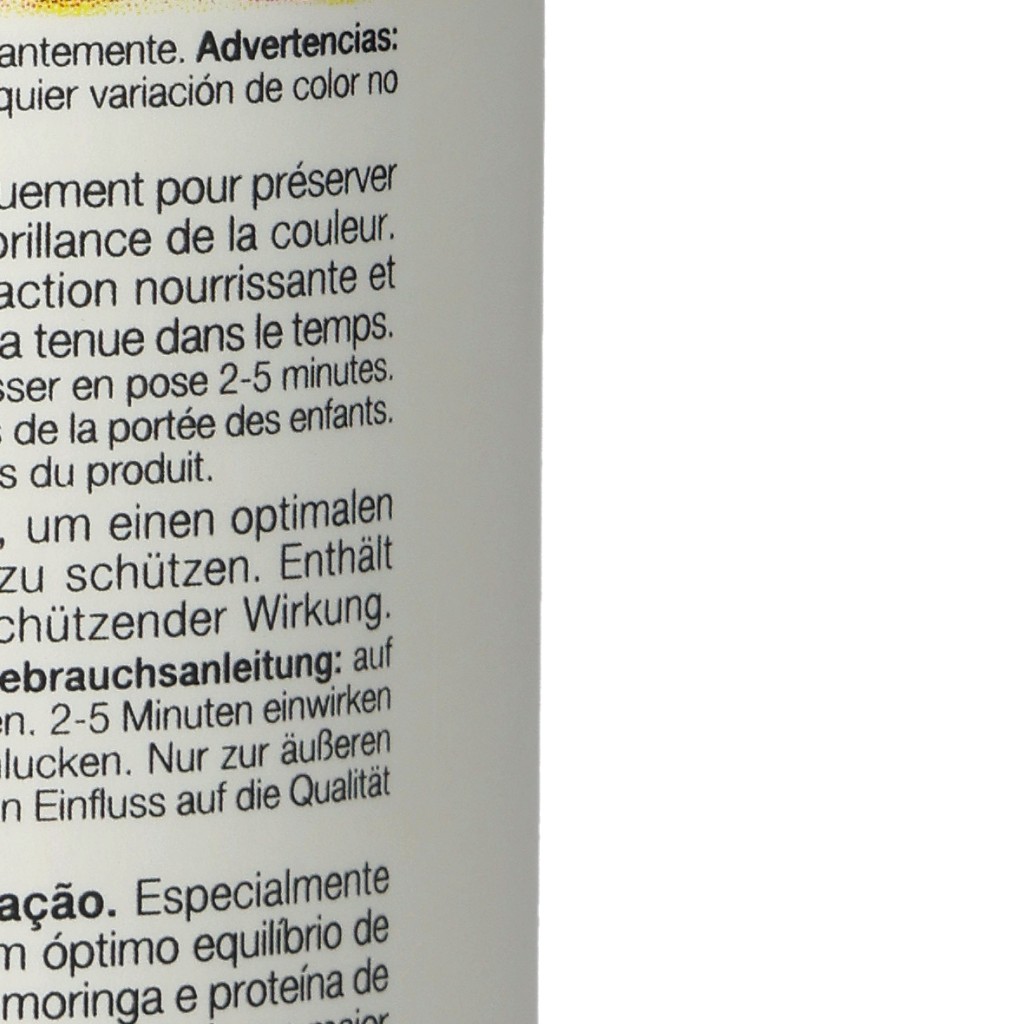 antemente. Advertencias:
quier variación de color no
uement pour préserver
brillance de la couleur.
action nourrissante et
a tenue dans le temps.
sser en pose 2-5 minutes.
s de la portée des enfants.
s du produit.
, um einen optimalen
zu schützen. Enthält
chützender Wirkung.
ebrauchsanleitung: auf
en. 2-5 Minuten einwirken
lucken. Nur zur äußeren
n Einfluss auf die Qualität
ação. Especialmente
m óptimo equilíbrio de
moringa e proteína de
maior